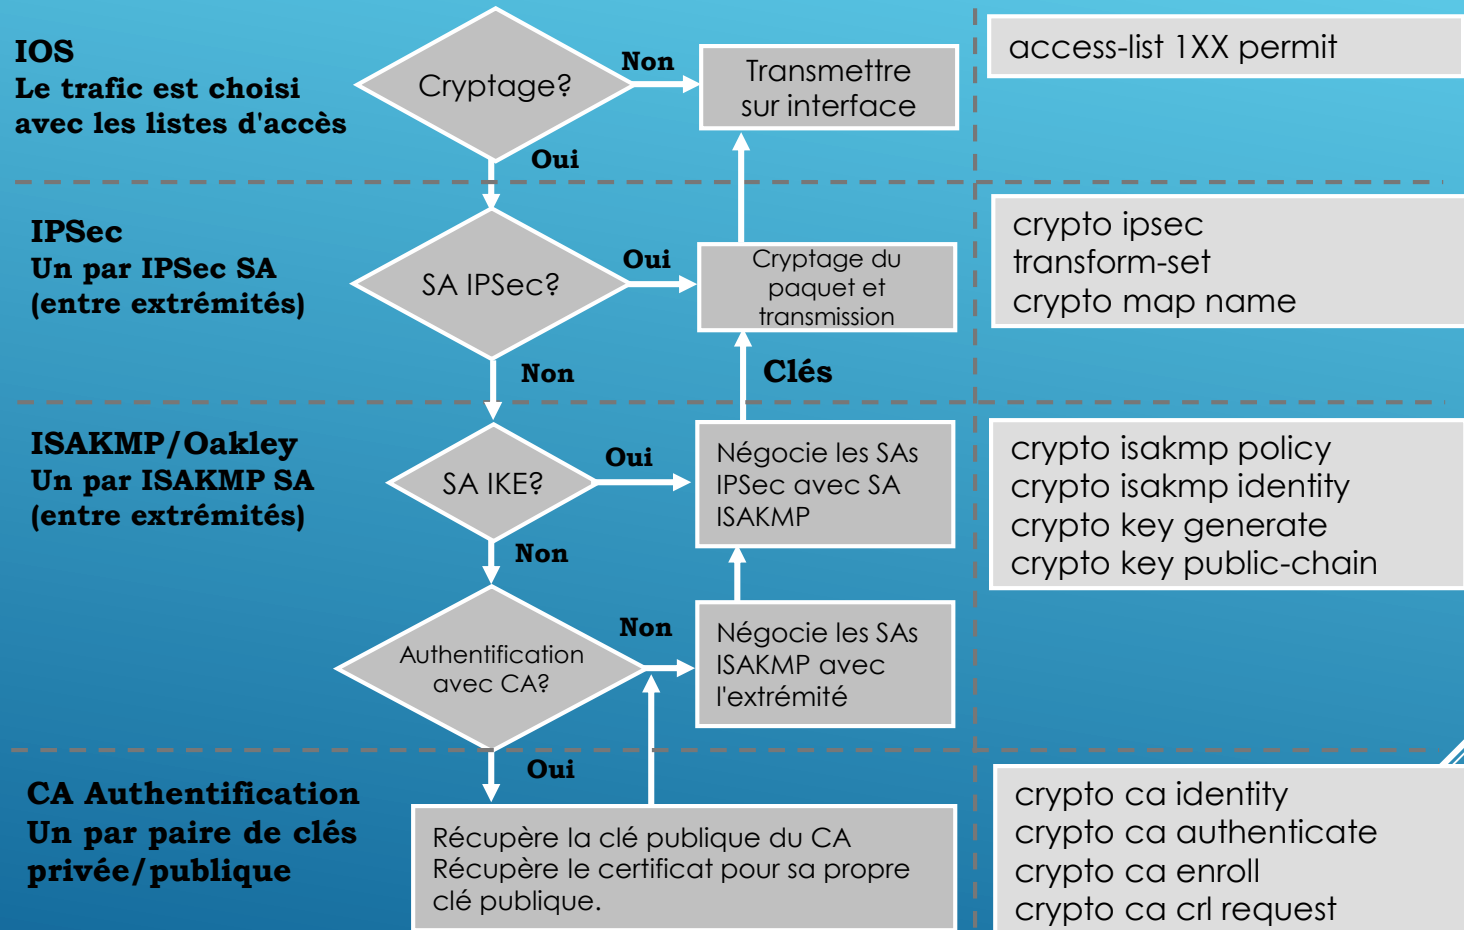 IOS
Le trafic est choisi
avec les listes d'accès
Cryptage?
Non
Transmettre
sur interface
access-list 1XX permit
Oui
IPSec
Un par IPSec SA
(entre extrémités)
SA IPSec?
Oui
Cryptage du
paquet et
transmission
crypto ipsec
transform-set
crypto map name
Non
Clés
ISAKMP/Oakley
Un par ISAKMP SA
(entre extrémités)
SA IKE?
Oui
Négocie les SAs
IPSec avec SA
ISAKMP
crypto isakmp policy
crypto isakmp identity
crypto key generate
crypto key public-chain
Non
Authentification
avec CA?
Non
Négocie les SAs
ISAKMP avec
l'extrémité
Oui
CA Authentification
Un par paire de clés
privée/publique
Récupère la clé publique du CA
Récupère le certificat pour sa propre
clé publique.
crypto ca identity
crypto ca authenticate
crypto ca enroll
crypto ca crl request